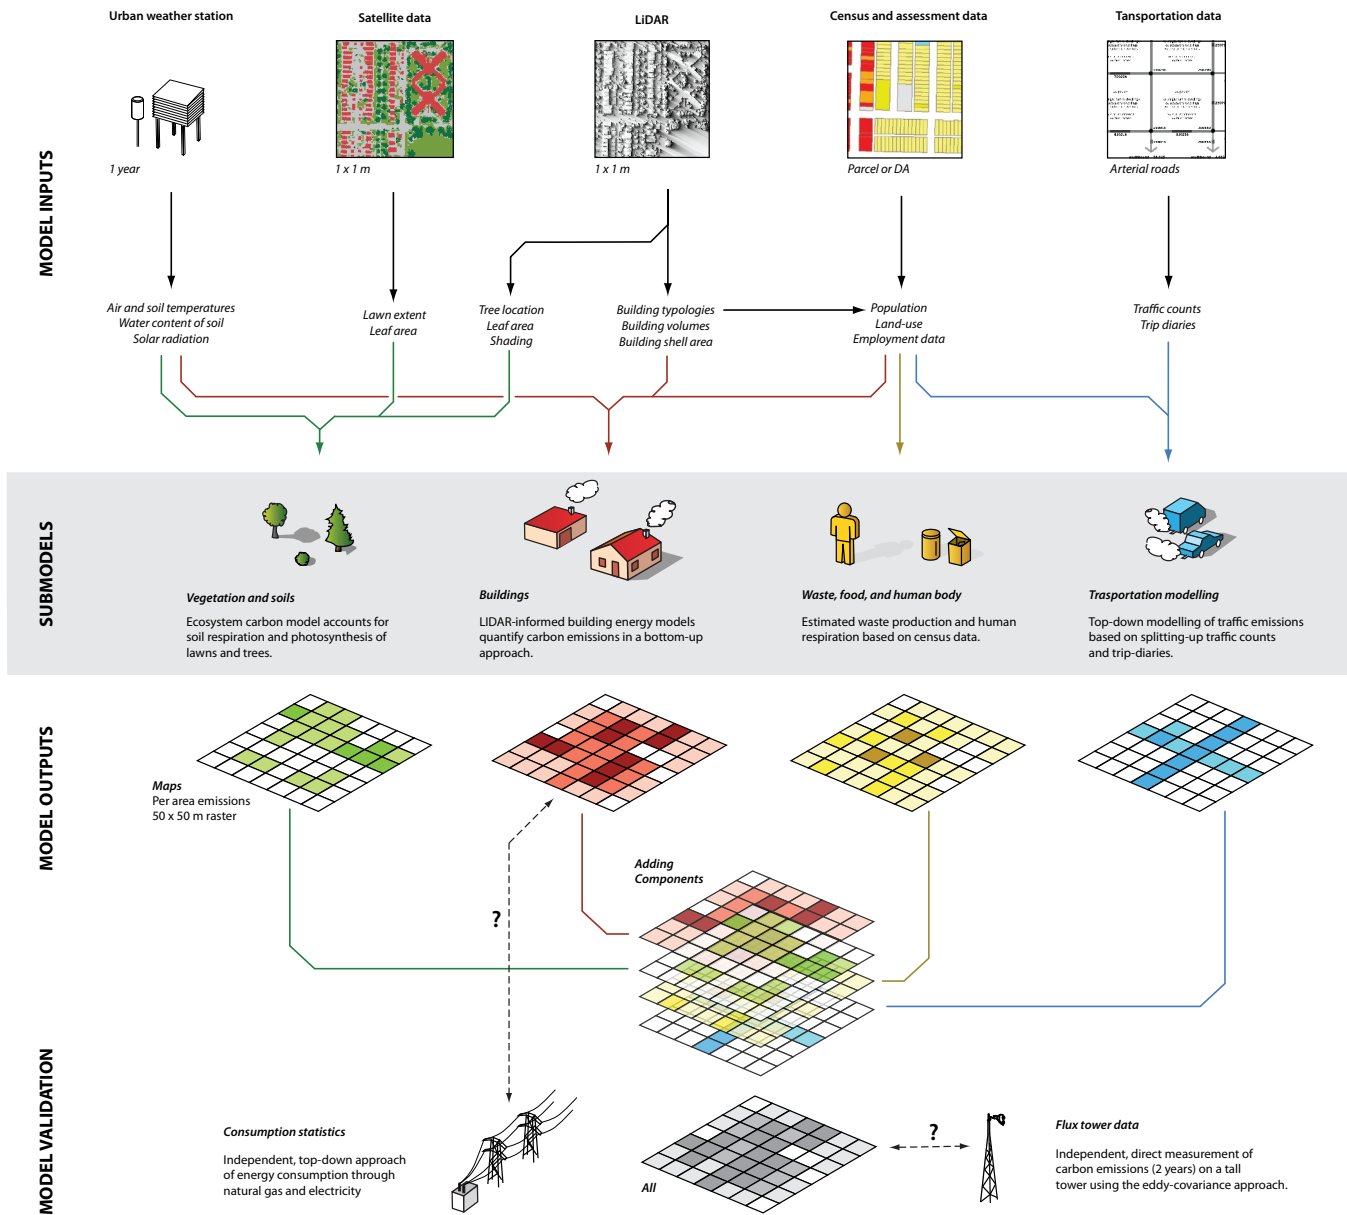 Urban weather station
Satellite data
LiDAR
Census and assessment data
Tansportation data
MODEL INPUTS
1 year
1 x 1 m
1 x 1 m
Parcel or DA
Arterial roads
Air and soil temperatures
Water content of soil
Solar radiation
Lawn extent
Leaf area
Tree location
Leaf area
Shading
Building typologies
Building volumes
Building shell area
Population
Land-use
Employment data
Traffic counts
Trip diaries
SUBMODELS
Vegetation and soils
Ecosystem carbon model accounts for
soil respiration and photosynthesis of
lawns and trees.
Buildings
LIDAR-informed building energy models
quantify carbon emissions in a bottom-up
approach.
Waste, food, and human body
Estimated waste production and human
respiration based on census data.
Trasportation modelling
Top-down modelling of traffic emissions
based on splitting-up traffic counts
and trip-diaries.
MODEL OUTPUTS
Maps
Per area emissions
50 x 50 m raster
Adding
Components
?
MODEL VALIDATION
Consumption statistics
Independent, top-down approach
of energy consumption through
natural gas and electricity
All
?
Flux tower data
Independent, direct measurement of
carbon emissions (2 years) on a tall
tower using the eddy-covariance approach.